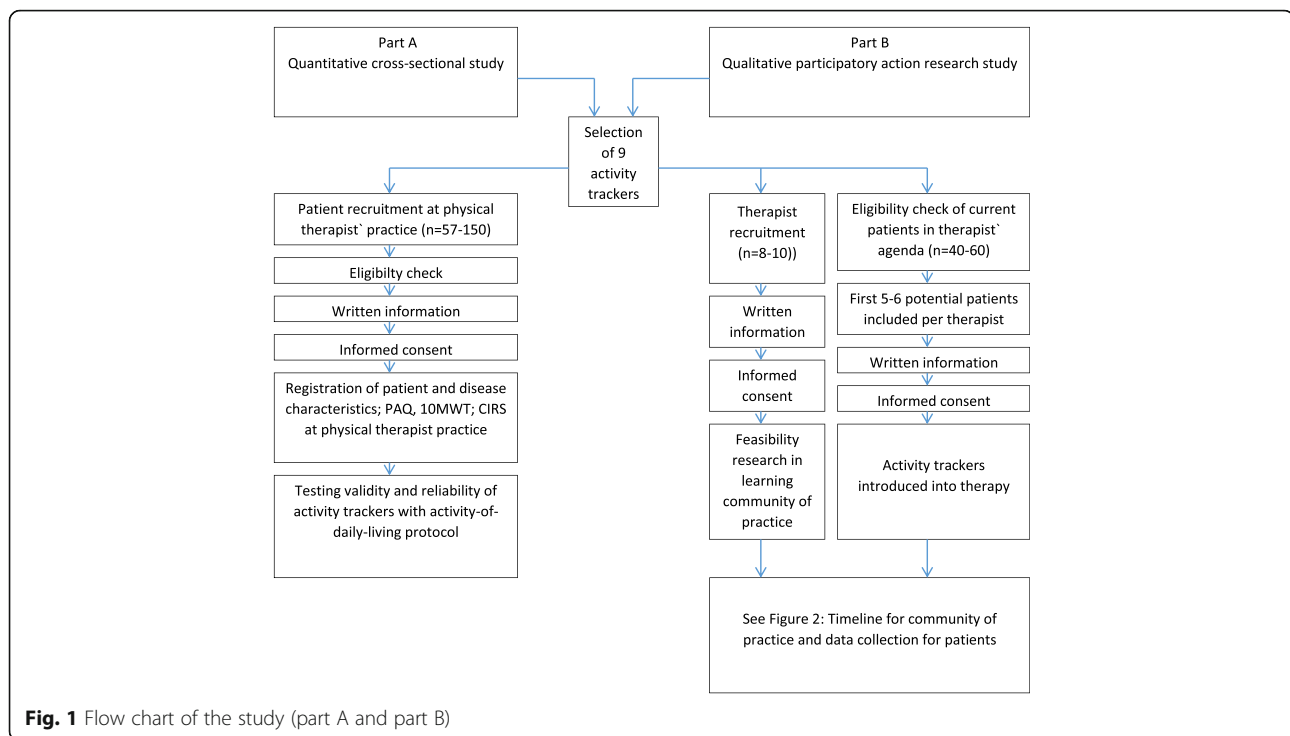 Part A
Quantitative cross-sectional study
Part B
Qualitative participatory action research study
Selection
of 9
activity
trackers
Patient recruitment at physical
therapist` practice (n=57-150)
Eligibilty check
Written information
Informed consent
Registration of patient and disease
characteristics; PAQ, 10MWT; CIRS
at physical therapist practice
Testing validity and reliability of
activity trackers with activity-of-
daily-living protocol
Therapist
recruitment
(n=8-10))
Written
information
Informed
consent
Feasibility
research in
learning
community of
practice
Eligibility check of current
patients in therapist`
agenda (n=40-60)
First 5-6 potential patients
included per therapist
Written information
Informed consent
Activity trackers
introduced into therapy
See Figure 2: Timeline for community of
practice and data collection for patients
Fig. 1 Flow chart of the study (part A and part B)